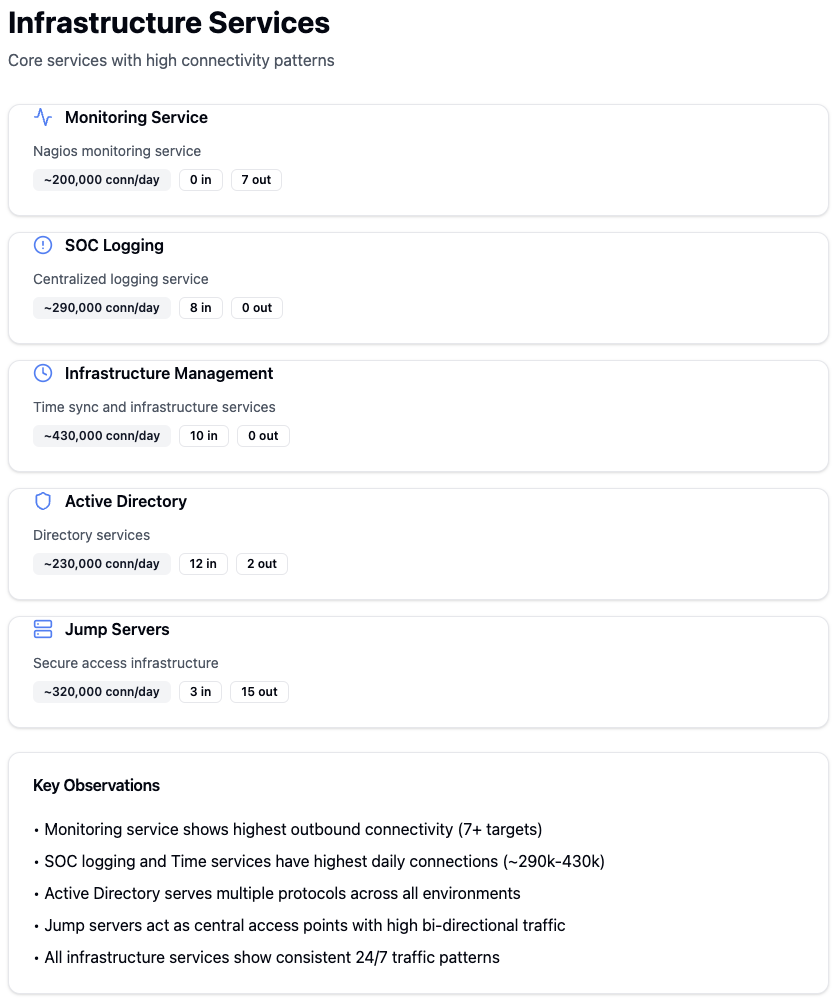 Infrastructure Services
Core services with high connectivity patterns
Monitoring Service
Nagios monitoring service
~200,000 conn/day 0 in 7 out
SOC Logging
Centralized logging service
~290,000 conn/day 8 in 0 out
Infrastructure Management
Time sync and infrastructure services
~430,000 conn/day 10 in 0 out
Active Directory
Directory services
~230,000 conn/day 12 in 2 out
Jump Servers
Secure access infrastructure
~320,000 conn/day 3 in 15 out
Key Observations
• Monitoring service shows highest outbound connectivity (7+ targets)
• SOC logging and Time services have highest daily connections (~290k-430k)
• Active Directory serves multiple protocols across all environments
• Jump servers act as central access points with high bi-directional traffic
• All infrastructure services show consistent 24/7 traffic patterns